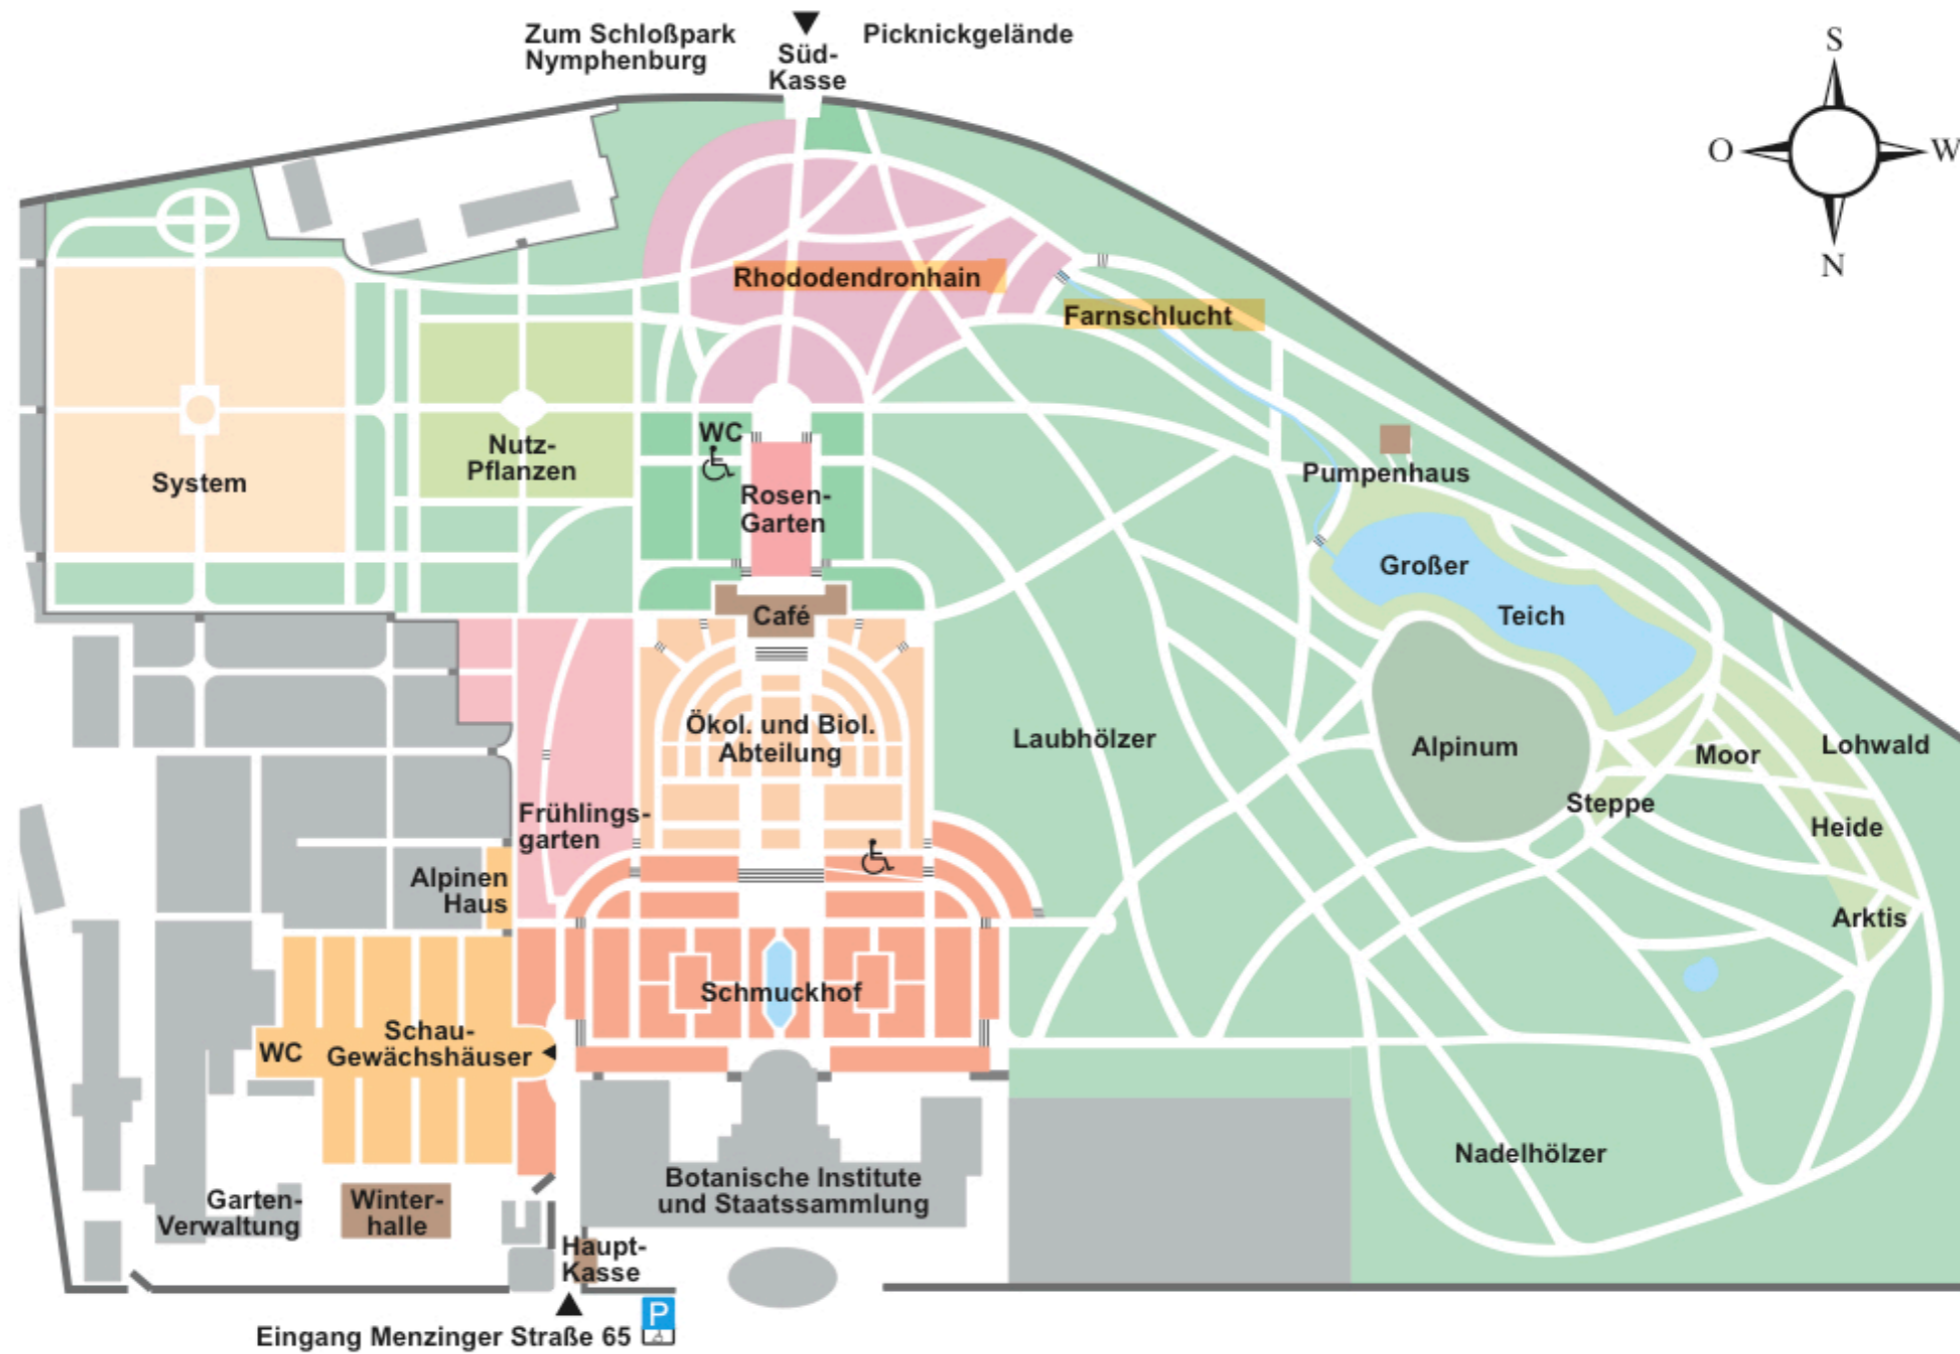 Zum Schloßpark
Nymphenburg
Süd-
Kasse
Picknickgelände
S
O
W
N
Rhododendronhain
Farnschlucht
WC
Nutz-
Pflanzen
System
Rosen-
Garten
Pumpenhaus
Großer
Teich
Café
Ökol. und Biol.
Abteilung
Laubhölzer
Alpinum
Moor
Lohwald
Steppe
Heide
Frühlings-
garten
Alpinen
Haus
Arktis
Schmuckhof
Schau-
Gewächshäuser
WC
Nadelhölzer
Botanische Institute
und Staatssammlung
Garten-
Verwaltung
Winter-
halle
Haupt-
Kasse
P
Eingang Menzinger Straße 65